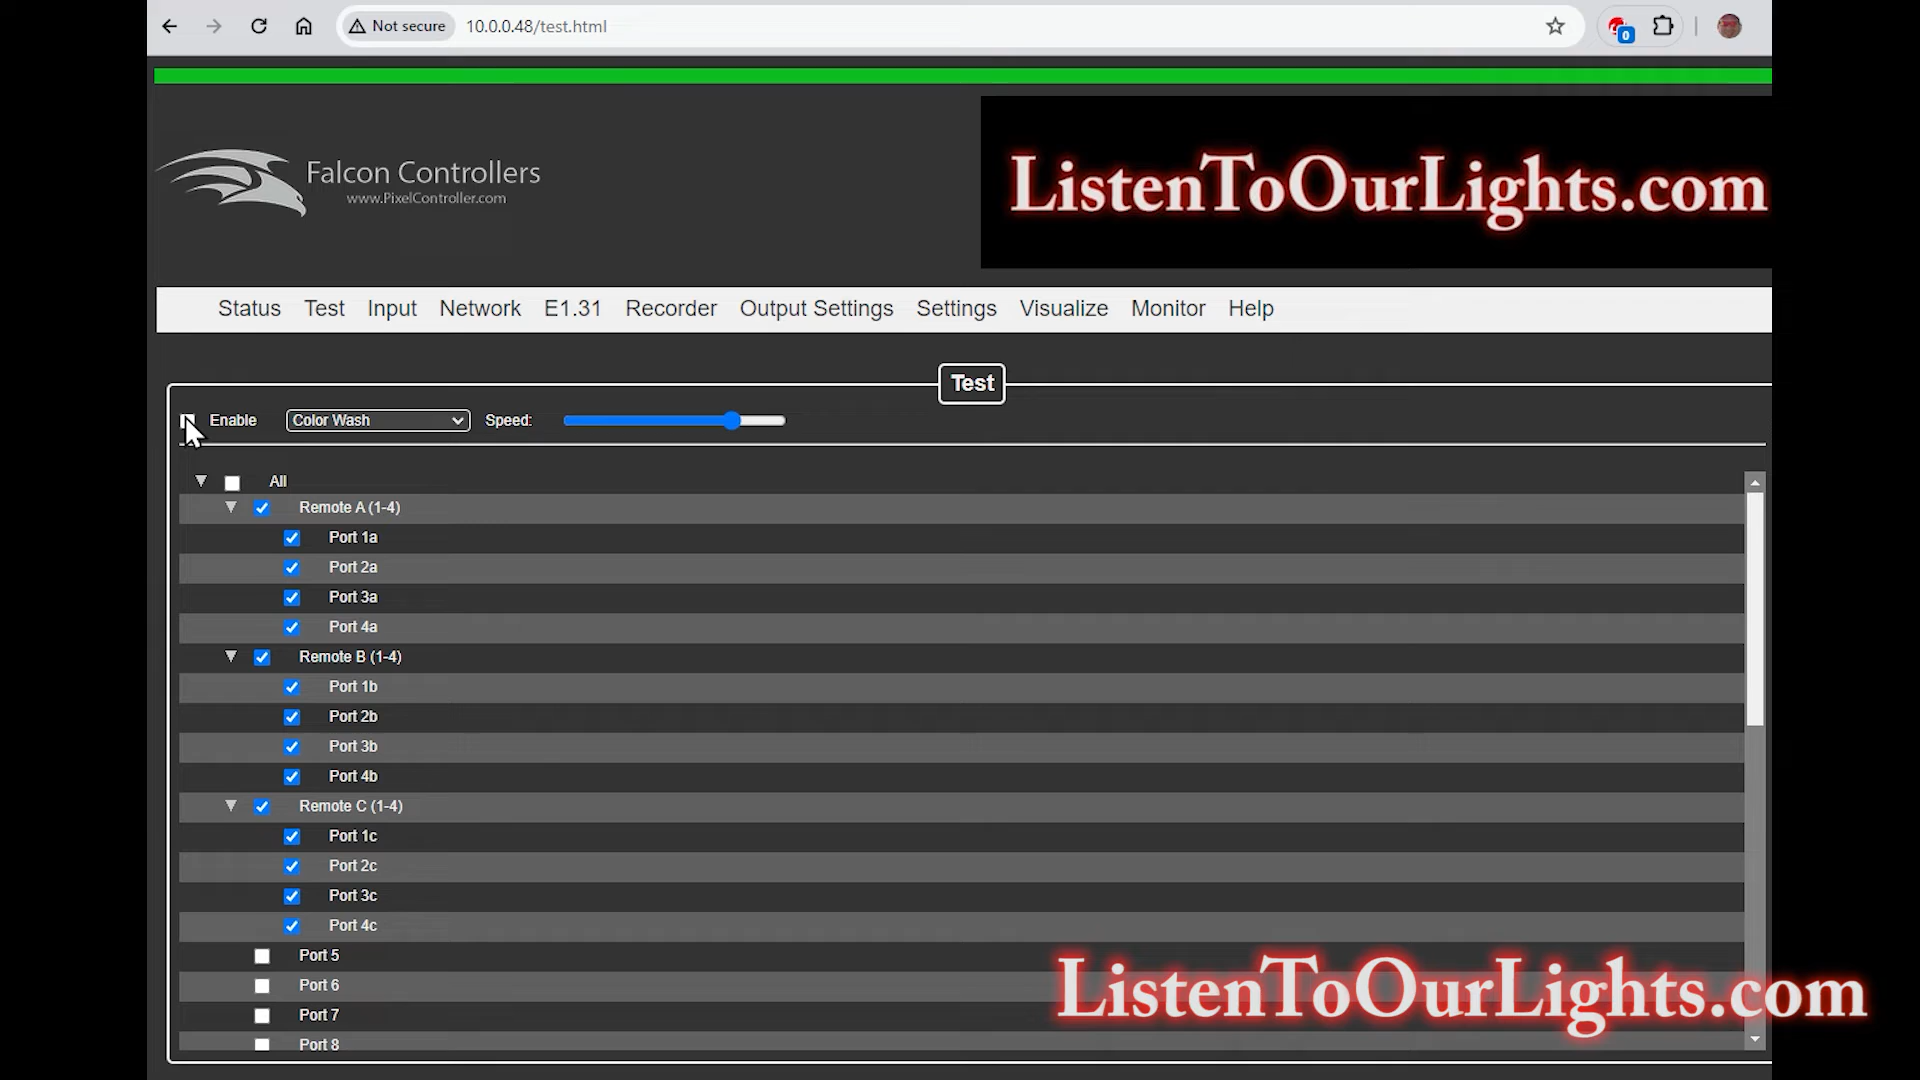 Not secure 10.0.0.48/test.html
0
Falcon Controllers
www.PixelController.com
ListenToOurLights.com
Status Test Input Network E1.31 Recorder Output Settings Settings Visualize Monitor Help
Test
Enable Color Wash Speed:
All
Remote A (1-4)
Port 1a
Port 2a
Port 3a
Port 4a
Remote B (1-4)
Port 1b
Port 2b
Port 3b
Port 4b
Remote C (1-4)
Port 1c
Port 2c
Port 3c
Port 4c
Port 5
Port 6
Port 7
Port 8
ListenToOurLights.com